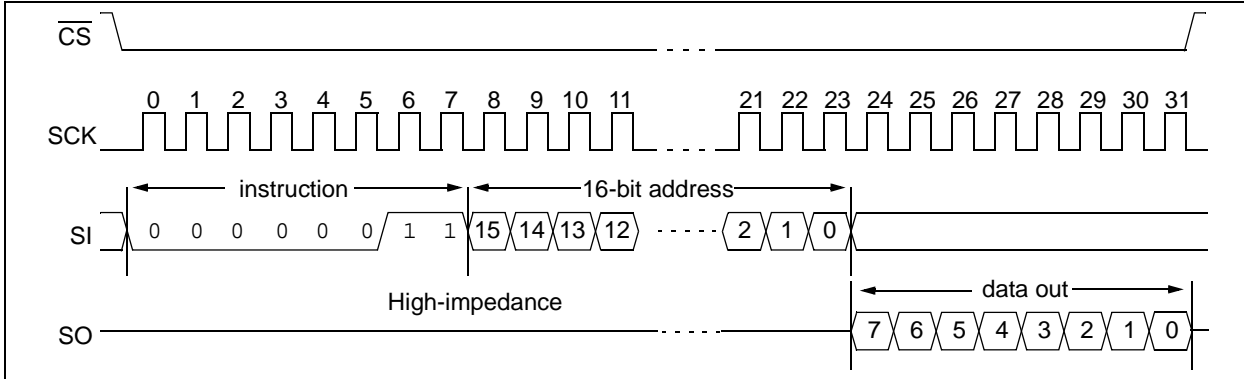 CS
0 1 2 3 4 5 6 7 8 9 10 11 21 22 23 24 25 26 27 28 29 30 31
SCK
instruction 16-bit address
SI 0 0 0 0 0 0 1 1 15 14 13 12 2 1 0
data out
High-impedance
SO 7 6 5 4 3 2 1 0